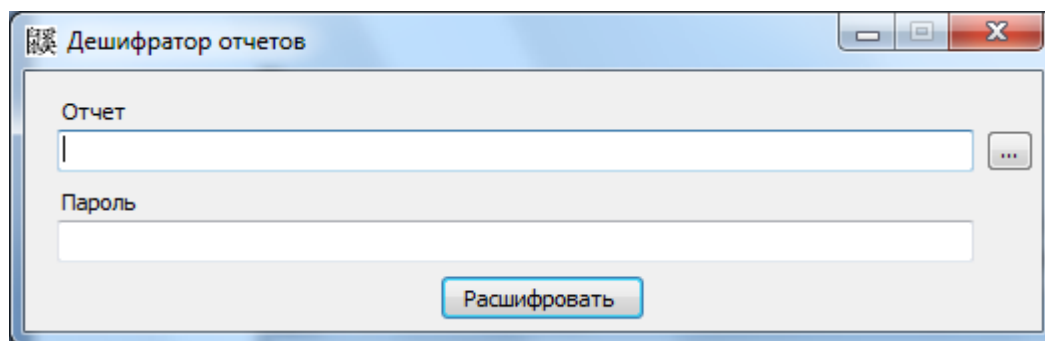 Дешифратор отчетов
Отчет
...
Пароль
Расшифровать